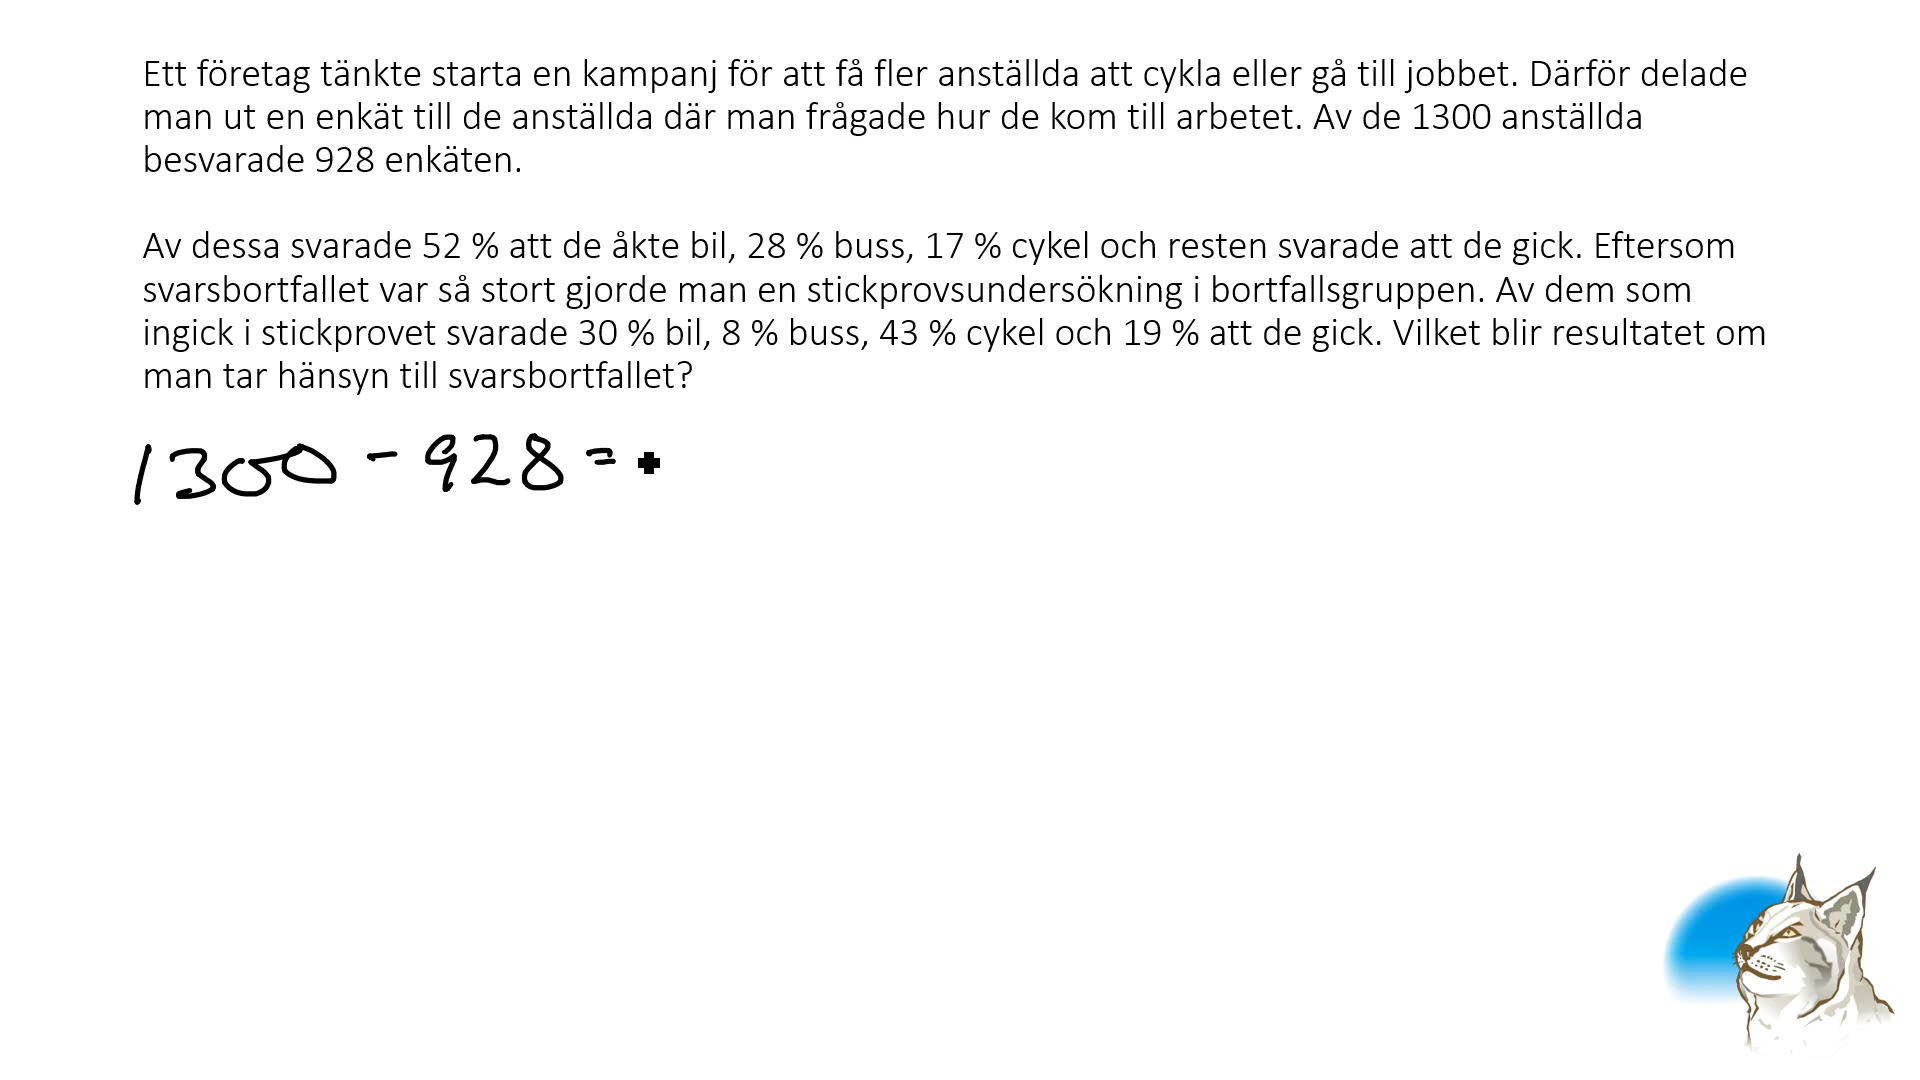 Ett företag tänkte starta en kampanj för att få fler anställda att cykla eller gå till jobbet. Därför delade
man ut en enkät till de anställda där man frågade hur de kom till arbetet. Av de 1300 anställda
besvarade 928 enkäten.
Av dessa svarade 52 % att de åkte bil, 28 % buss, 17 % cykel och resten svarade att de gick. Eftersom
svarsbortfallet var så stort gjorde man en stickprovsundersökning i bortfallsgruppen. Av dem som
ingick i stickprovet svarade 30 % bil, 8 % buss, 43 % cykel och 19 % att de gick. Vilket blir resultatet om
man tar hänsyn till svarsbortfallet?
1300 - 928 =